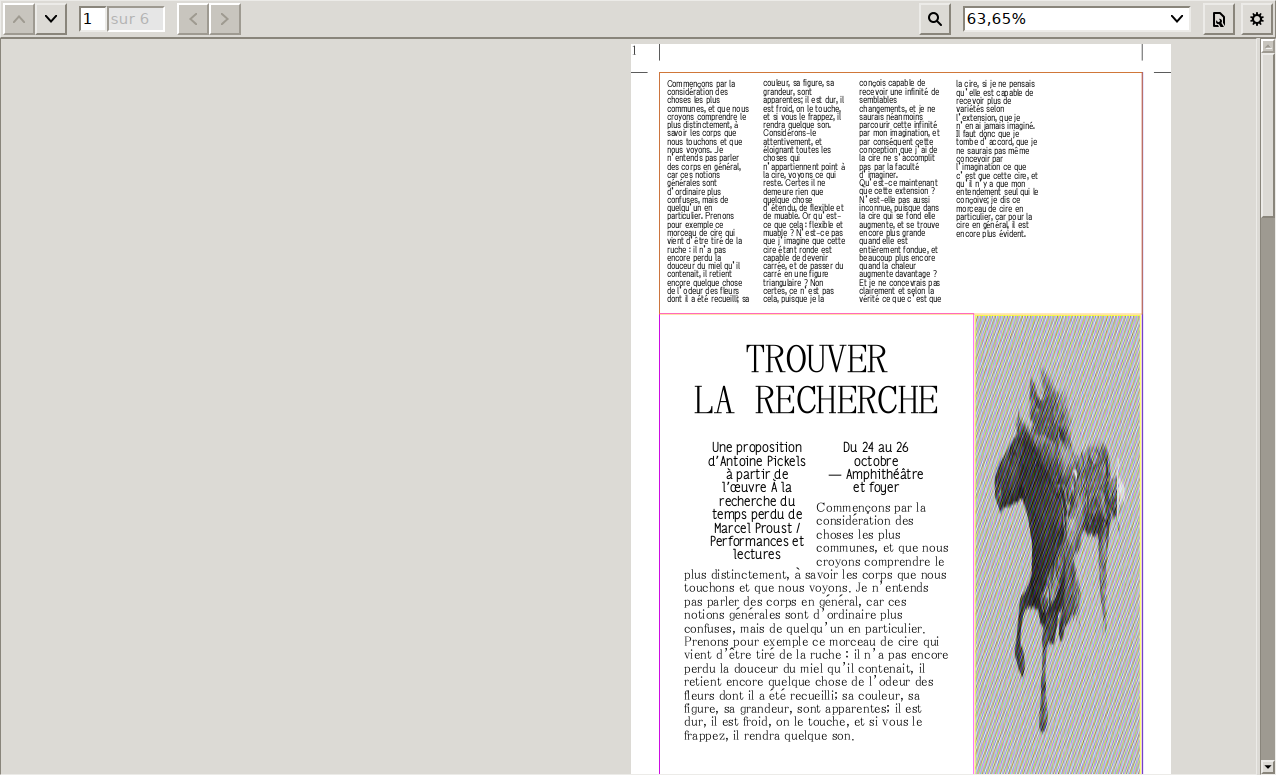 1
sur 6
63,65%
1
Commençons par la
considération des
choses les plus
communes, et que nous
croyons comprendre le
plus distinctement, à
savoir les corps que
nous touchons et que
nous voyons. Je
n'entends pas parler
des corps en général,
car ces notions
générales sont
d'ordinaire plus
confuses, mais de
quelqu'un en
particulier. Prenons
pour exemple ce
morceau de cire qui
vient d'être tiré de la
ruche : il n'a pas
encore perdu la
douceur du miel qu'il
contenait, il retient
encore quelque chose
de l'odeur des fleurs
dont il a été recueilli; sa
couleur, sa figure, sa
grandeur, sont
apparentes; il est dur, il
est froid, on le touche,
et si vous le frappez, il
rendra quelque son.
Considérons-le
attentivement, et
éloignant toutes les
choses qui
n'appartiennent point à
la cire, voyons ce qui
reste. Certes il ne
demeure rien que
quelque chose
d'étendu, de flexible et
de muable. Or qu'est-
ce que cela : flexible et
muable ? N'est-ce pas
que j'imagine que cette
cire étant ronde est
capable de devenir
carrée, et de passer du
carré en une figure
triangulaire ? Non
certes, ce n'est pas
cela, puisque je la
conçois capable de
recevoir une infinité de
semblables
changements, et je ne
saurais néanmoins
parcourir cette infinité
par mon imagination, et
par conséquent cette
conception que j'ai de
la cire ne s'accomplit
pas par la faculté
d'imaginer.
Qu'est-ce maintenant
que cette extension ?
N'est-elle pas aussi
inconnue, puisque dans
la cire qui se fond elle
augmente, et se trouve
encore plus grande
quand elle est
entièrement fondue, et
beaucoup plus encore
quand la chaleur
augmente davantage ?
Et je ne concevrais pas
clairement et selon la
vérité ce que c'est que
la cire, si je ne pensais
qu'elle est capable de
recevoir plus de
variétés selon
l'extension, que je
n'en ai jamais imaginé.
Il faut donc que je
tombe d'accord, que je
ne saurais pas même
concevoir par
l'imagination ce que
c'est que cette cire, et
qu'il n'y a que mon
entendement seul qui le
conçoive; je dis ce
morceau de cire en
particulier, car pour la
cire en général, il est
encore plus évident.
TROUVER
LA RECHERCHE
Une proposition
d'Antoine Pickels
à partir de
l'œuvre À la
recherche du
temps perdu de
Marcel Proust /
Performances et
lectures
Du 24 au 26
octobre
— Amphithéâtre
et foyer
Commençons par la
considération des
choses les plus
communes, et que nous
croyons comprendre le
plus distinctement, à savoir les corps que nous
touchons et que nous voyons. Je n'entends
pas parler des corps en général, car ces
notions générales sont d'ordinaire plus
confuses, mais de quelqu'un en particulier.
Prenons pour exemple ce morceau de cire qui
vient d'être tiré de la ruche : il n'a pas encore
perdu la douceur du miel qu'il contenait, il
retient encore quelque chose de l'odeur des
fleurs dont il a été recueilli; sa couleur, sa
figure, sa grandeur, sont apparentes; il est
dur, il est froid, on le touche, et si vous le
frappez, il rendra quelque son.